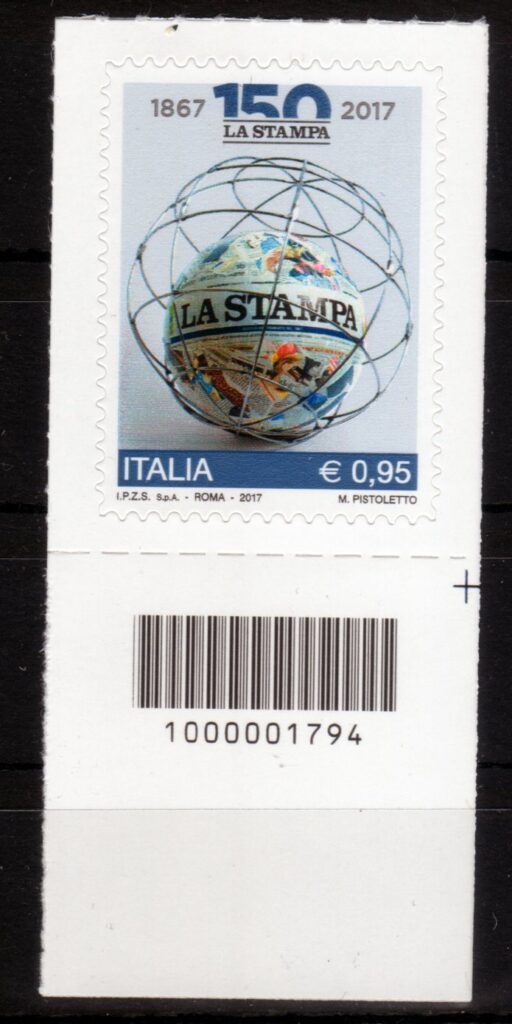 1867 150 2017
LA STAMPA
LA STAMPA
ITALIA € 0,95
I.P.Z.S. S.p.A. - ROMA - 2017 M. PISTOLETTO
1000001794